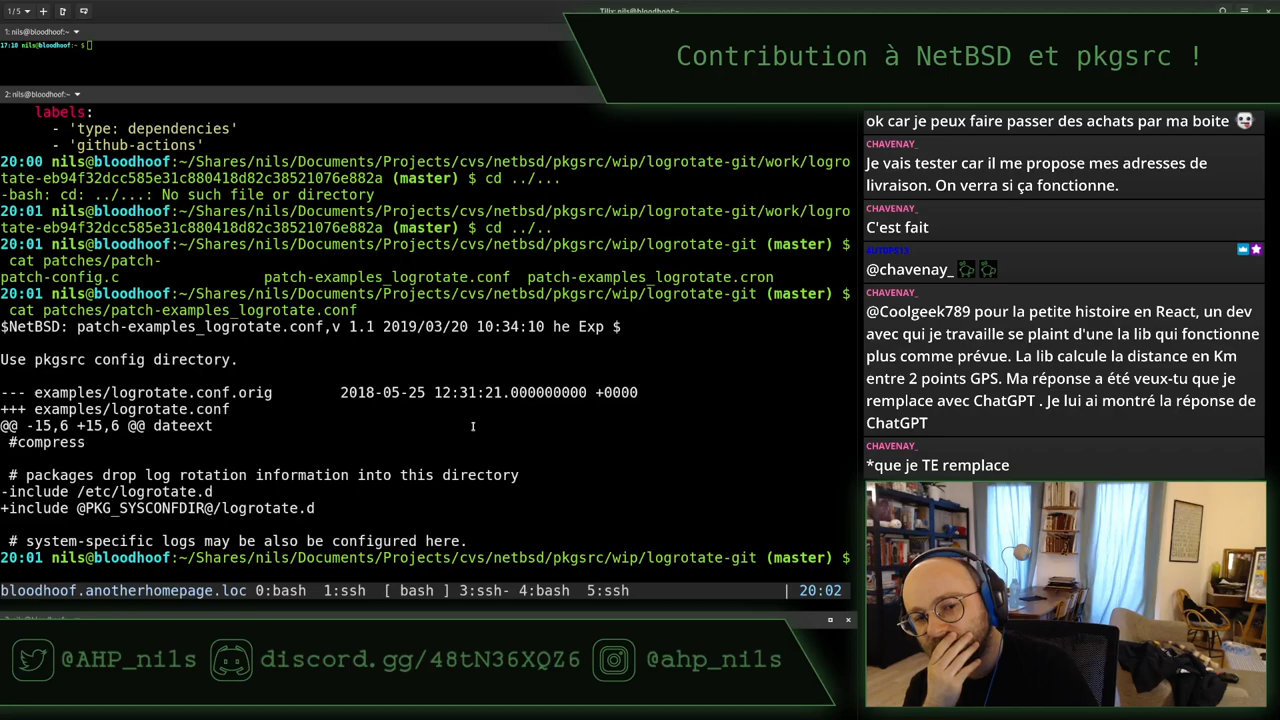 1/5
Tilix: nils@bloodhoof:~
1: nils@bloodhoof:~
17:10 nils@bloodhoof:~ $
2: nils@bloodhoof:~
labels:
- 'type: dependencies'
- 'github-actions'
20:00 nils@bloodhoof:~/Shares/nils/Documents/Projects/cvs/netbsd/pkgsrc/wip/logrotate-git/work/logro
tate-eb94f32dcc585e31c880418d82c38521076e882a (master) $ cd ../...
-bash: cd: ../...: No such file or directory
20:01 nils@bloodhoof:~/Shares/nils/Documents/Projects/cvs/netbsd/pkgsrc/wip/logrotate-git/work/logro
tate-eb94f32dcc585e31c880418d82c38521076e882a (master) $ cd ../..
20:01 nils@bloodhoof:~/Shares/nils/Documents/Projects/cvs/netbsd/pkgsrc/wip/logrotate-git (master) $
cat patches/patch-
patch-config.c patch-examples_logrotate.conf patch-examples_logrotate.cron
20:01 nils@bloodhoof:~/Shares/nils/Documents/Projects/cvs/netbsd/pkgsrc/wip/logrotate-git (master) $
cat patches/patch-examples_logrotate.conf
$NetBSD: patch-examples_logrotate.conf,v 1.1 2019/03/20 10:34:10 he Exp $
Use pkgsrc config directory.
--- examples/logrotate.conf.orig 2018-05-25 12:31:21.000000000 +0000
+++ examples/logrotate.conf
@@ -15,6 +15,6 @@ dateext
#compress
# packages drop log rotation information into this directory
-include /etc/logrotate.d
+include @PKG_SYSCONFDIR@/logrotate.d
# system-specific logs may be also be configured here.
20:01 nils@bloodhoof:~/Shares/nils/Documents/Projects/cvs/netbsd/pkgsrc/wip/logrotate-git (master) $
bloodhoof.anotherhomepage.loc 0:bash 1:ssh [ bash ] 3:ssh- 4:bash 5:ssh | 20:02
Contribution à NetBSD et pkgsrc !
ok car je peux faire passer des achats par ma boite
CHAVENAY_
Je vais tester car il me propose mes adresses de
livraison. On verra si ça fonctionne.
CHAVENAY_
C'est fait
@chavenay_
CHAVENAY_
@Coolgeek789 pour la petite histoire en React, un dev
avec qui je travaille se plaint d'une la lib qui fonctionne
plus comme prévue. La lib calcule la distance en Km
entre 2 points GPS. Ma réponse a été veux-tu que je
remplace avec ChatGPT . Je lui ai montré la réponse de
ChatGPT
CHAVENAY_
*que je TE remplace
@AHP_nils
discord.gg/48tN36XQZ6
@ahp_nils